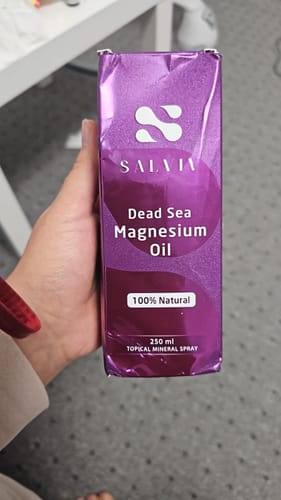 SALVIA
Dead Sea
Magnesium
Oil
100% Natural
250 ml
TOPICAL MINERAL SPRAY